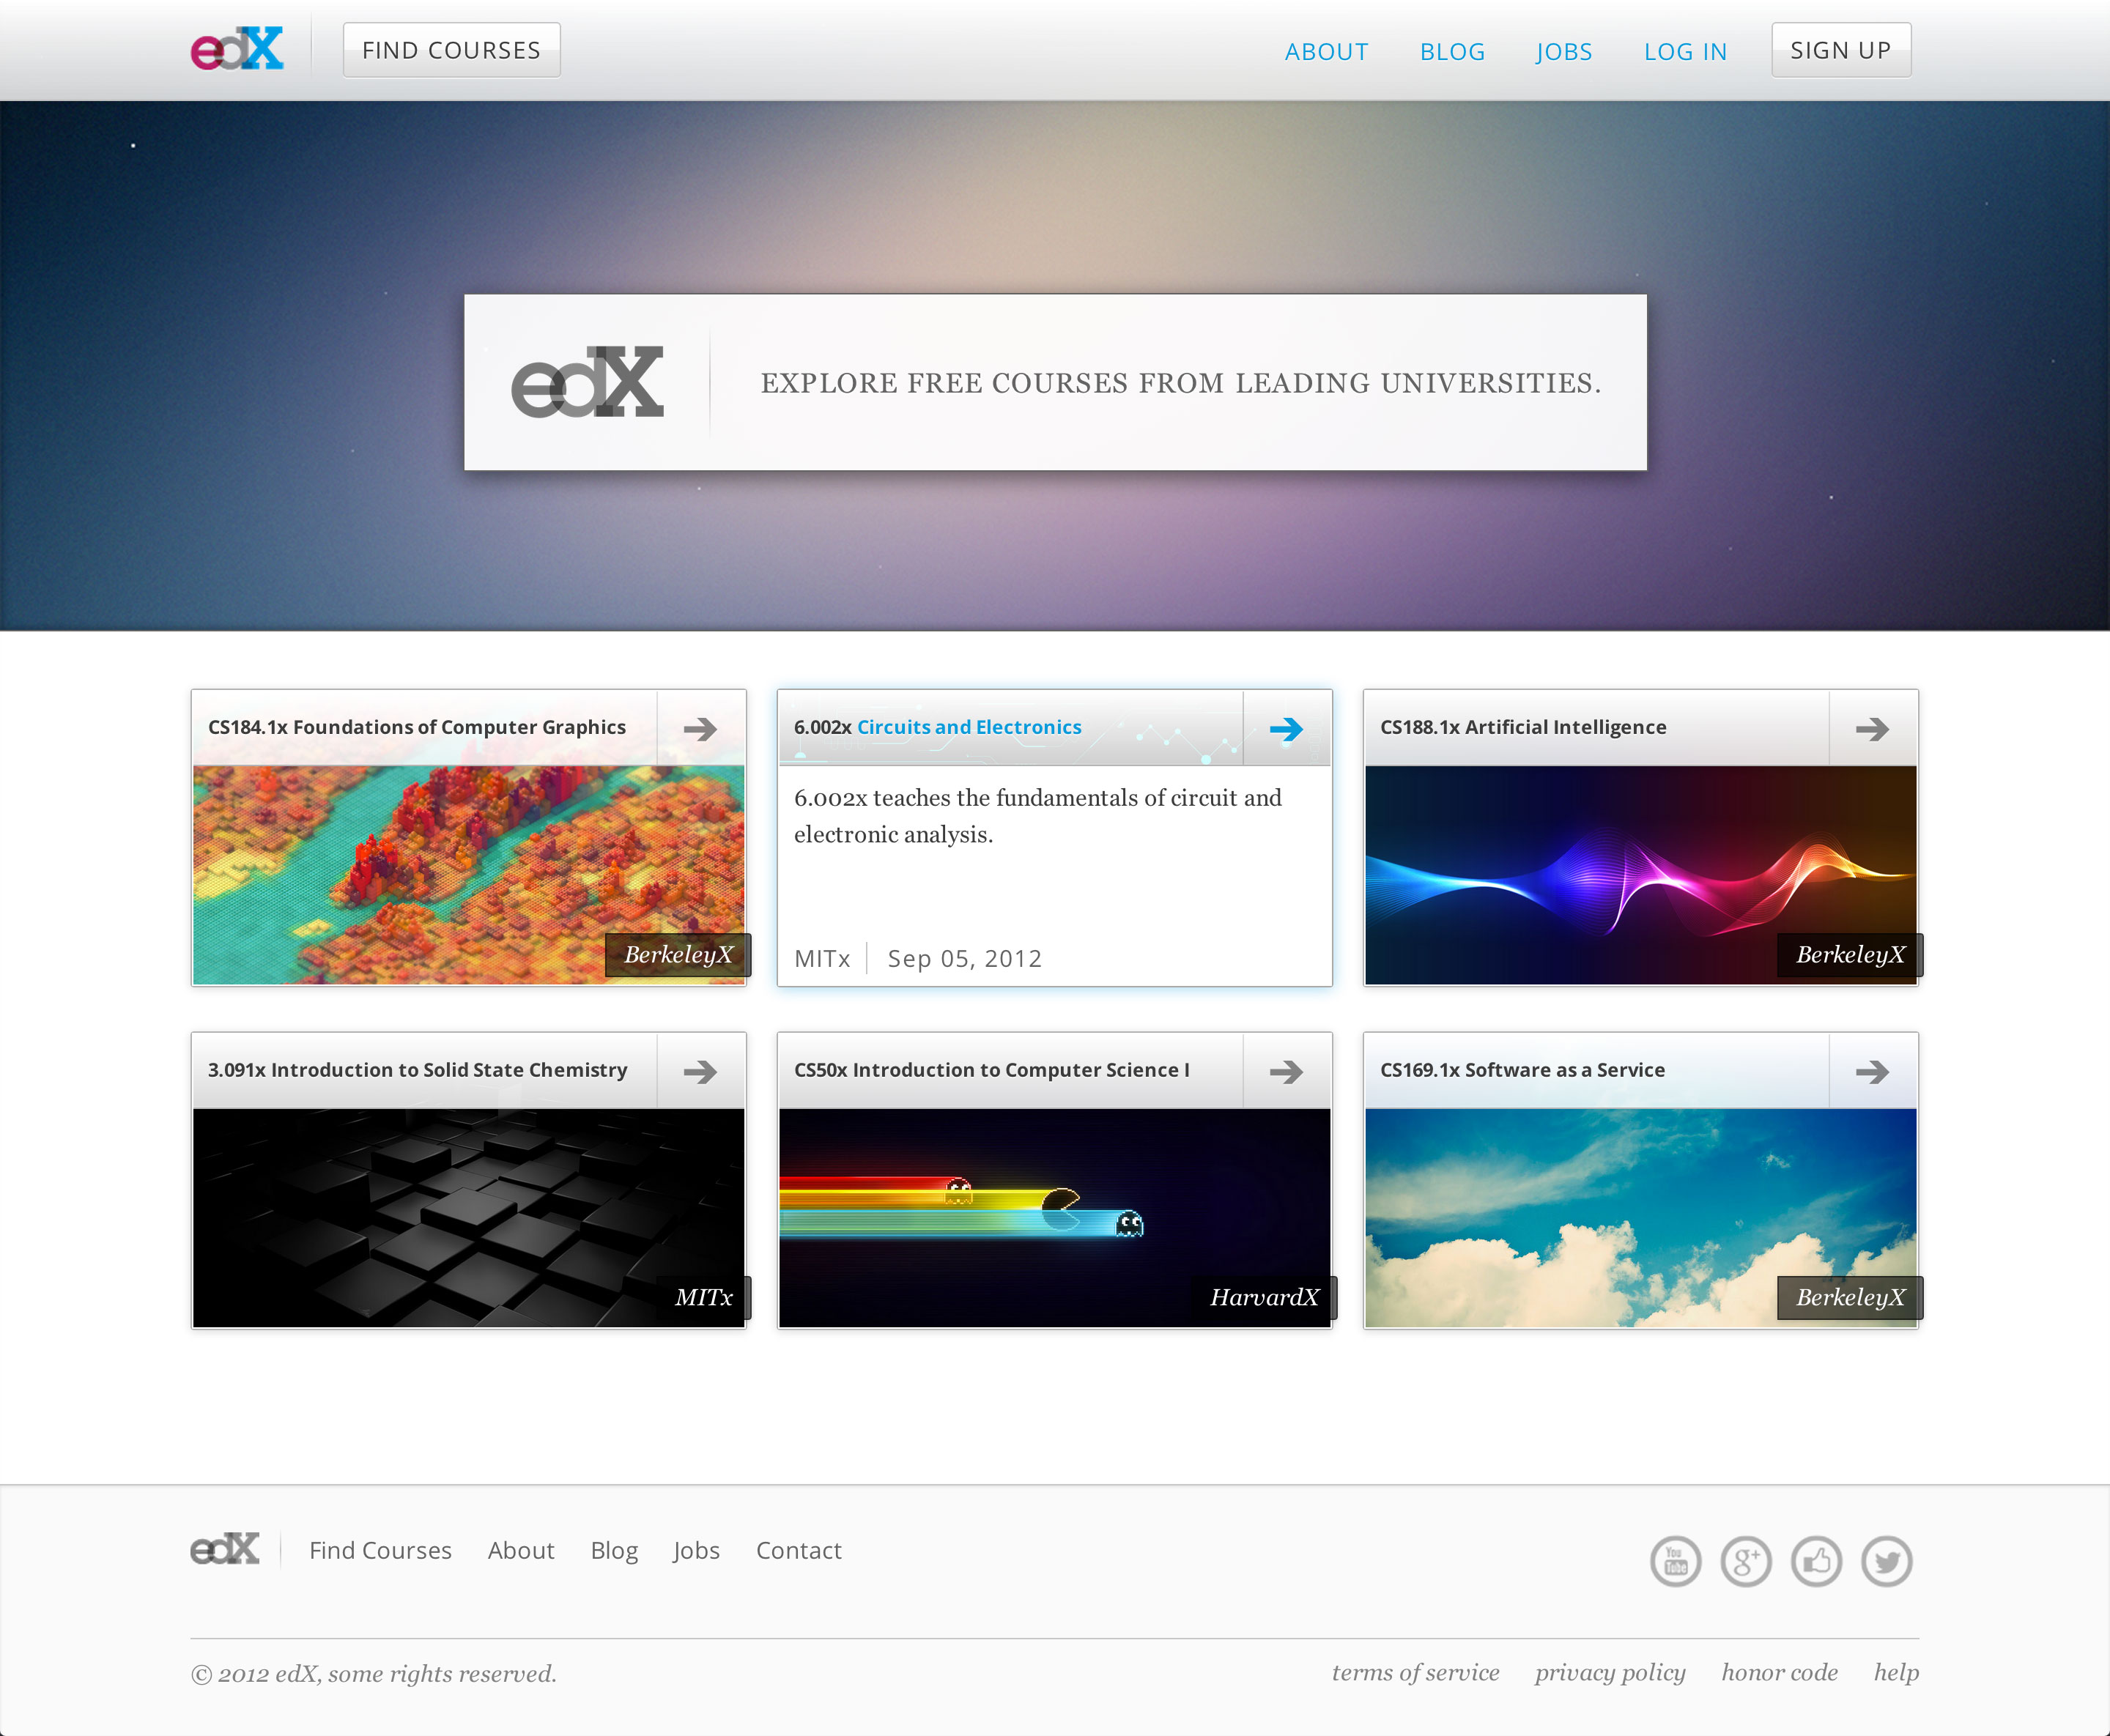 edX
FIND COURSES
ABOUT
BLOG
JOBS
LOG IN
SIGN UP
edX
EXPLORE FREE COURSES FROM LEADING UNIVERSITIES.
CS184.1x Foundations of Computer Graphics
BerkeleyX
6.002x Circuits and Electronics
6.002x teaches the fundamentals of circuit and
electronic analysis.
MITx
Sep 05, 2012
CS188.1x Artificial Intelligence
BerkeleyX
3.091x Introduction to Solid State Chemistry
MITx
CS50x Introduction to Computer Science I
HarvardX
CS169.1x Software as a Service
BerkeleyX
edX
Find Courses
About
Blog
Jobs
Contact
You
Tube
g+
© 2012 edX, some rights reserved.
terms of service
privacy policy
honor code
help